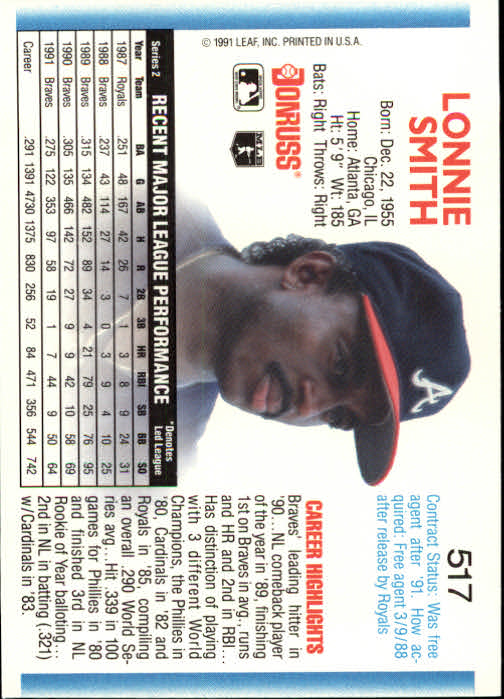 517
LONNIE
SMITH
Born: Dec. 22, 1955
Chicago, IL
Home: Atlanta, GA
Ht: 5' 9" Wt: 185
Bats: Right Throws: Right
DONRUSS®
MLB
© 1991 LEAF, INC. PRINTED IN U.S.A.
Contract Status: Was free
agent after '91. How ac-
quired: Free agent 3/9/88
after release by Royals
CAREER HIGHLIGHTS
Braves' leading hitter in
'90...NL comeback player
of the year in '89, finishing
1st on Braves in avg., runs
and HR and 2nd in RBI...
Has distinction of playing
with 3 different World
Champions, the Phillies in
'80, Cardinals in '82 and
Royals in '85, compiling
an overall .290 World Se-
ries avg...Hit .339 in 100
games for Phillies in '80
and finished 3rd in NL
Rookie of Year balloting...
2nd in NL in batting (.321)
w/Cardinals in '83.
Series 2 RECENT MAJOR LEAGUE PERFORMANCE *Denotes Led League
Year Team BA G AB H R 2B 3B HR RBI SB BB SO
1987 Royals .251 48 167 42 26 7 1 3 8 9 24 31
1988 Braves .237 43 114 27 14 3 0 3 9 4 10 25
1989 Braves .315 134 482 152 89 34 4 21 79 25 76 95
1990 Braves .305 135 466 142 72 27 9 9 42 10 58 69
1991 Braves .275 122 353 97 58 19 1 7 44 9 50 64
Career .291 1391 4730 1375 830 256 52 84 471 356 544 742